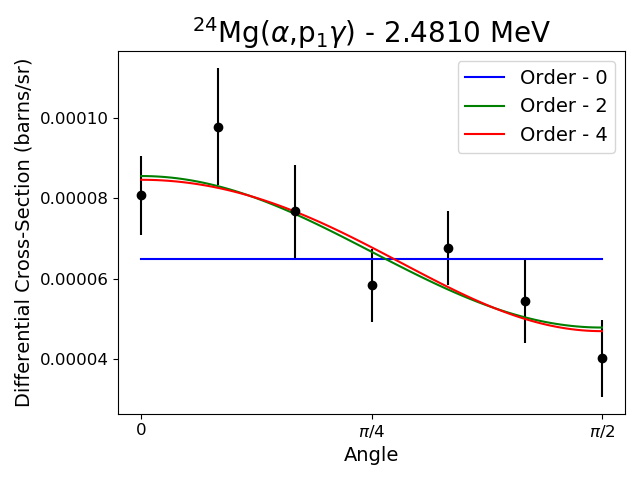 ²⁴Mg(α,p₁γ) - 2.4810 MeV
Differential Cross-Section (barns/sr)
0.00010
0.00008
0.00006
0.00004
Order - 0
Order - 2
Order - 4
0
π/4
π/2
Angle